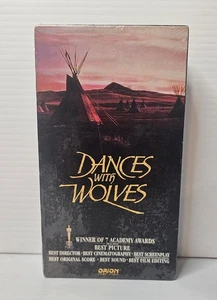 DANCES
WITH
WOLVES
WINNER OF 7 ACADEMY AWARDS
BEST PICTURE
BEST DIRECTOR • BEST CINEMATOGRAPHY • BEST SCREENPLAY
BEST ORIGINAL SCORE • BEST SOUND • BEST FILM EDITING
ORION